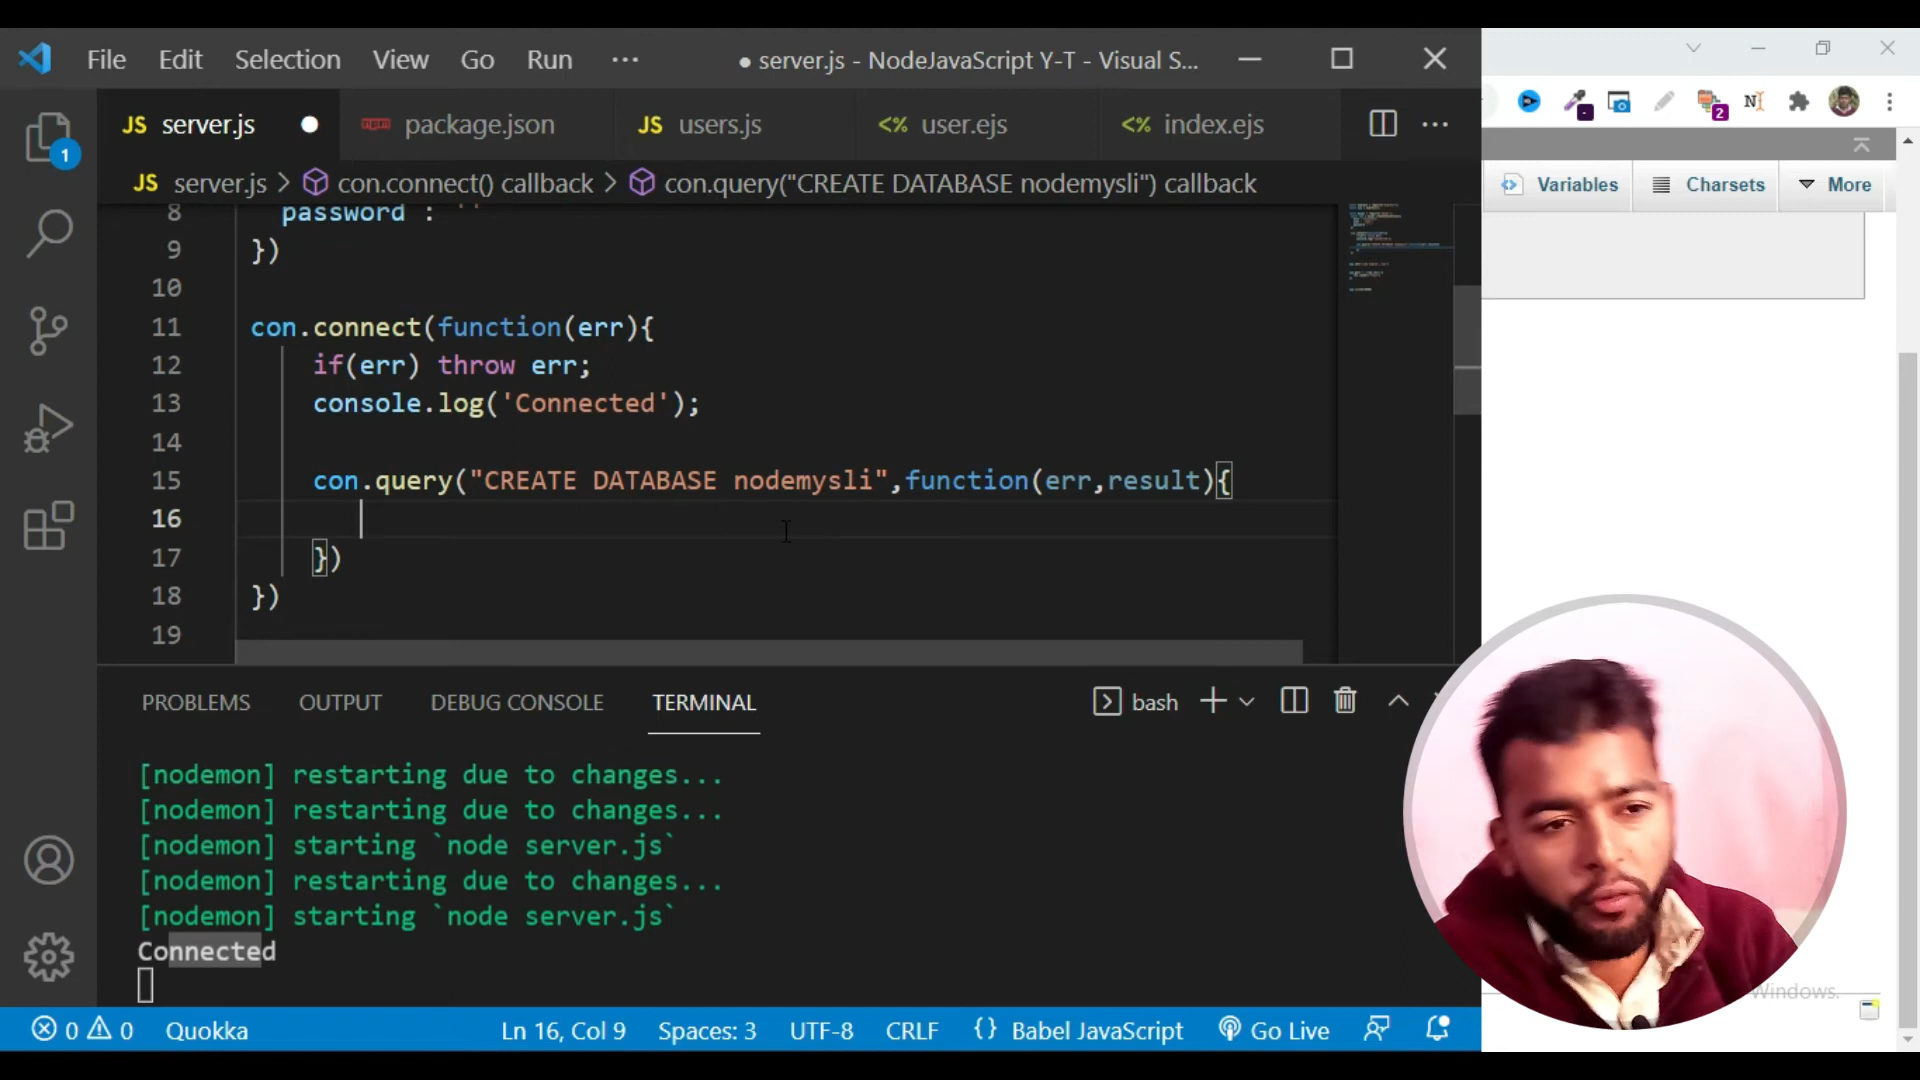 File Edit Selection View Go Run ··· ● server.js - NodeJavaScript Y-T - Visual S...
JS server.js package.json JS users.js <% user.ejs <% index.ejs ···
JS server.js > con.connect() callback > con.query("CREATE DATABASE nodemysli") callback
8 password : ''
9 })
10
11 con.connect(function(err){
12 if(err) throw err;
13 console.log('Connected');
14
15 con.query("CREATE DATABASE nodemysli",function(err,result){
16
17 })
18 })
19
PROBLEMS OUTPUT DEBUG CONSOLE TERMINAL bash
[nodemon] restarting due to changes...
[nodemon] restarting due to changes...
[nodemon] starting `node server.js`
[nodemon] restarting due to changes...
[nodemon] starting `node server.js`
Connected
0 0 Quokka Ln 16, Col 9 Spaces: 3 UTF-8 CRLF {} Babel JavaScript Go Live
1
2
Variables Charsets More
Windows.